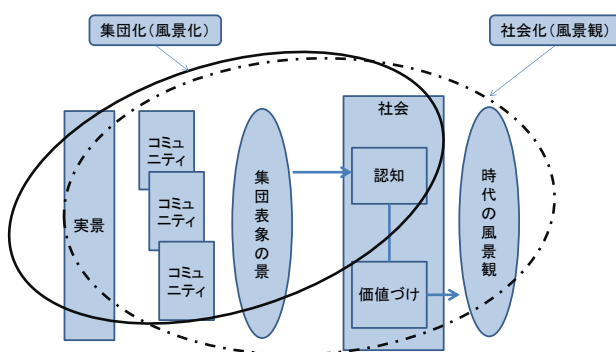 集団化（風景化）
社会化（風景観）
実景
コミュ
ニティ
コミュ
ニティ
コミュ
ニティ
集団表象の景
社会
認知
価値づけ
時代の風景観